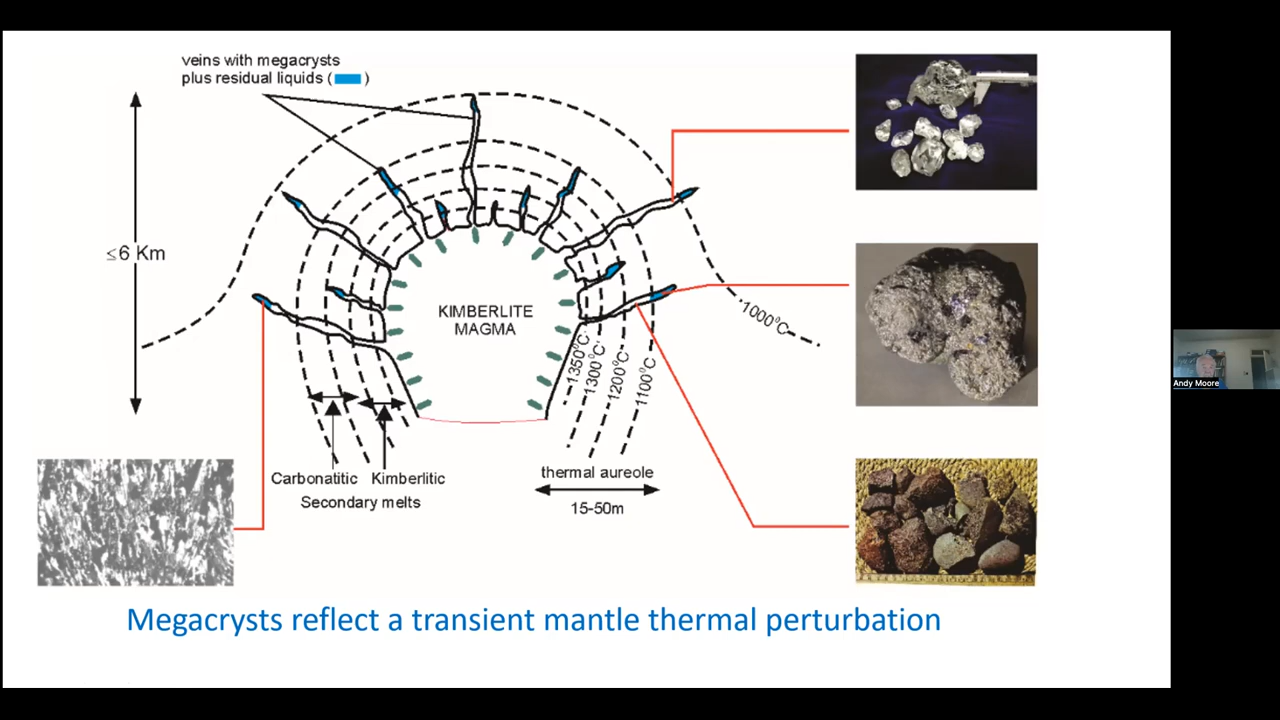 veins with megacrysts
plus residual liquids ( )
≤6 Km
KIMBERLITE
MAGMA
1000°C
1350°C
1300°C
1200°C
1100°C
Carbonatitic Kimberlitic
Secondary melts
thermal aureole
15-50m
Megacrysts reflect a transient mantle thermal perturbation
Andy Moore